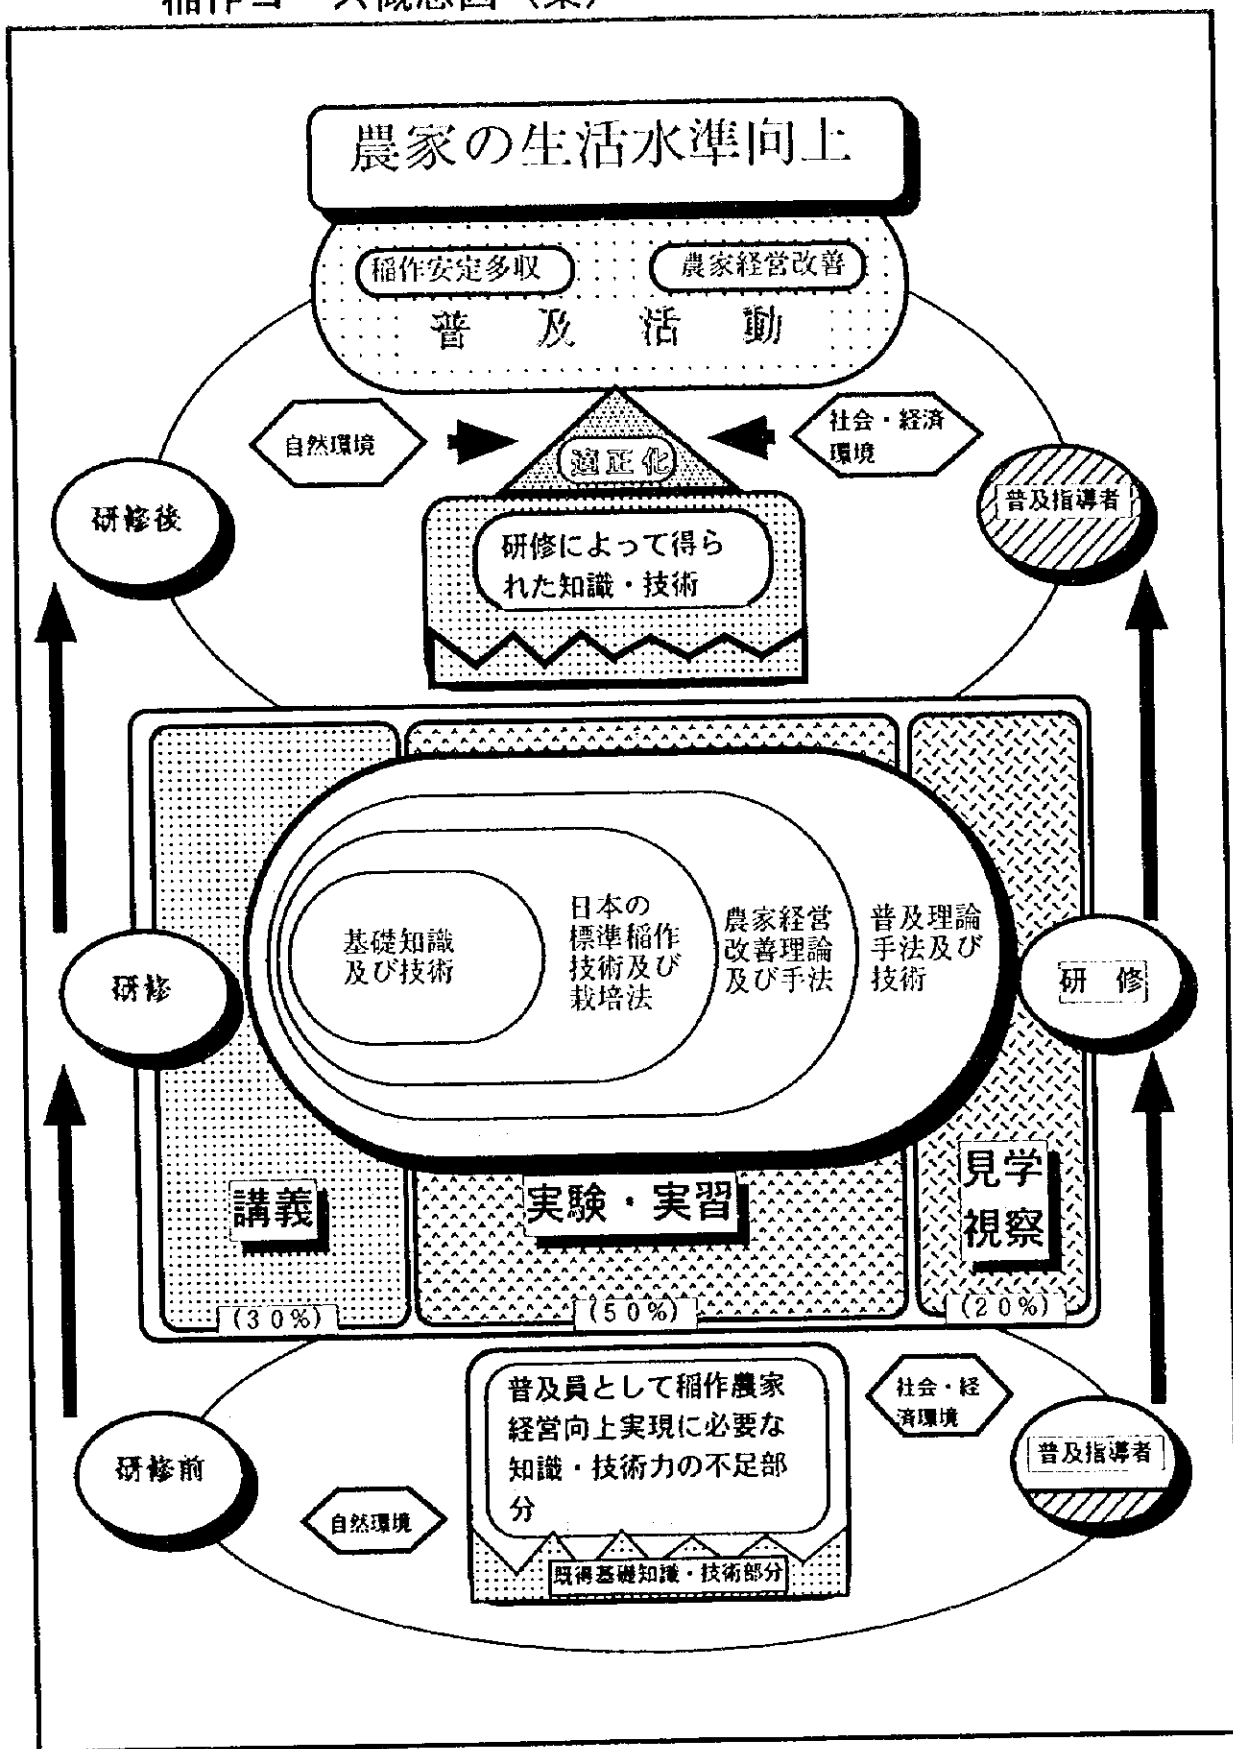 農家の生活水準向上
稲作安定多収
農家経営改善
普及活動
自然環境
社会・経済
環境
適正化
研修後
普及指導者
研修によって得ら
れた知識・技術
基礎知識
及び技術
日本の
標準稲作
技術及び
栽培法
農家経営
改善理論
及び手法
普及理論
手法及び
技術
研修
研修
講義
実験・実習
見学
視察
(30%)
(50%)
(20%)
普及員として稲作農家
経営向上実現に必要な
知識・技術力の不足部
分
社会・経
済環境
研修前
普及指導者
自然環境
既得基礎知識・技術部分